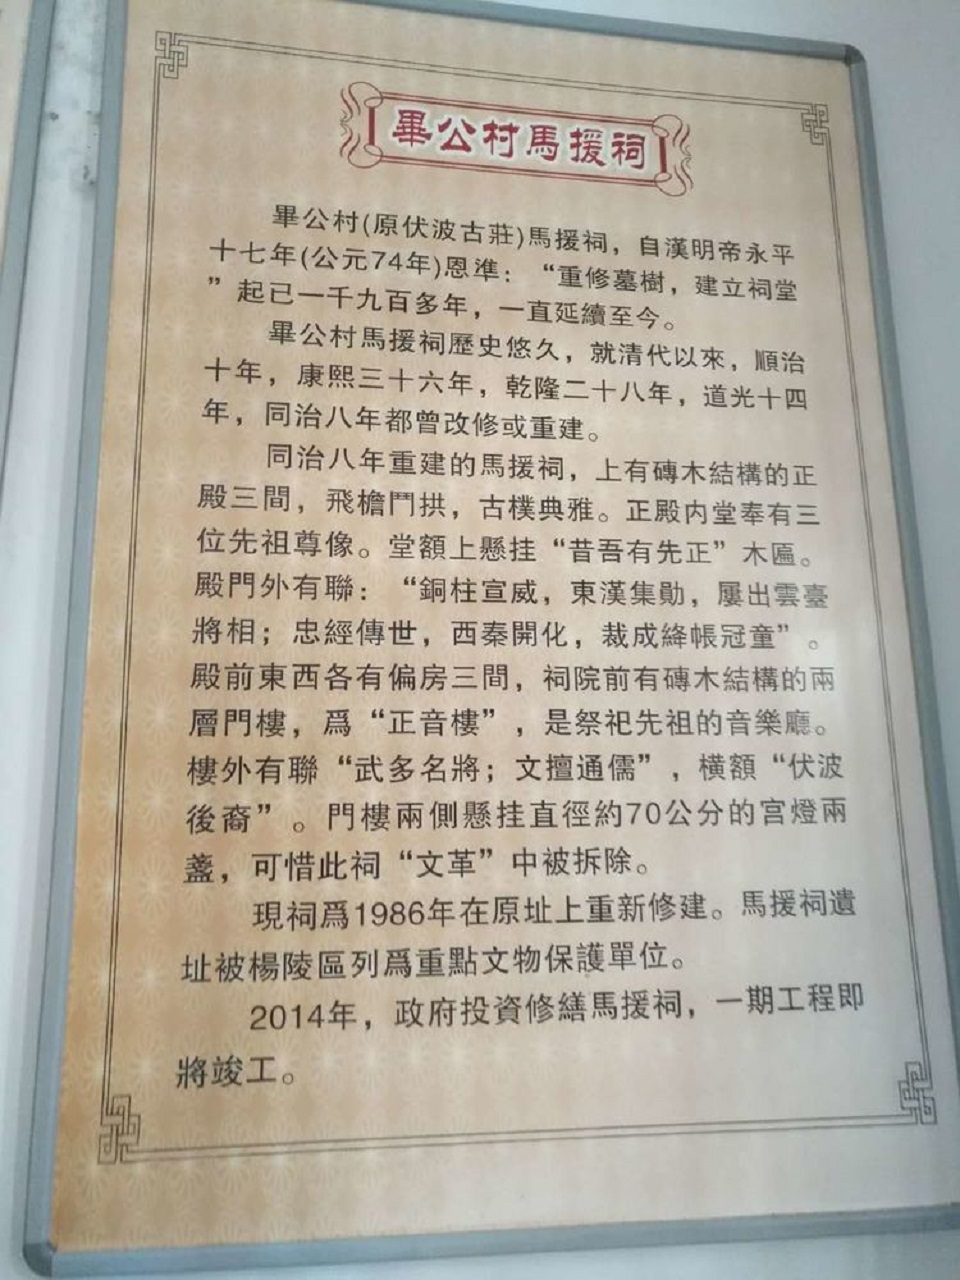 畢公村馬援祠
畢公村(原伏波古莊)馬援祠，自漢明帝永平
十七年(公元74年)恩準：“重修墓樹，建立祠堂
”起已一千九百多年，一直延續至今。
畢公村馬援祠歷史悠久，就清代以來，順治
十年，康熙三十六年，乾隆二十八年，道光十四
年，同治八年都曾改修或重建。
同治八年重建的馬援祠，上有磚木結構的正
殿三間，飛檐鬥拱，古樸典雅。正殿内堂奉有三
位先祖尊像。堂額上懸挂“昔吾有先正”木匾。
殿門外有聯：“銅柱宣威，東漢集勛，屢出雲臺
將相；忠經傳世，西秦開化，裁成絳帳冠童”。
殿前東西各有偏房三間，祠院前有磚木結構的兩
層門樓，爲“正音樓”，是祭祀先祖的音樂廳。
樓外有聯“武多名將；文擅通儒”，橫額“伏波
後裔”。門樓兩側懸挂直徑約70公分的宫燈兩
盞，可惜此祠“文革”中被拆除。
現祠爲1986年在原址上重新修建。馬援祠遺
址被楊陵區列爲重點文物保護單位。
2014年，政府投資修繕馬援祠，一期工程即
將竣工。